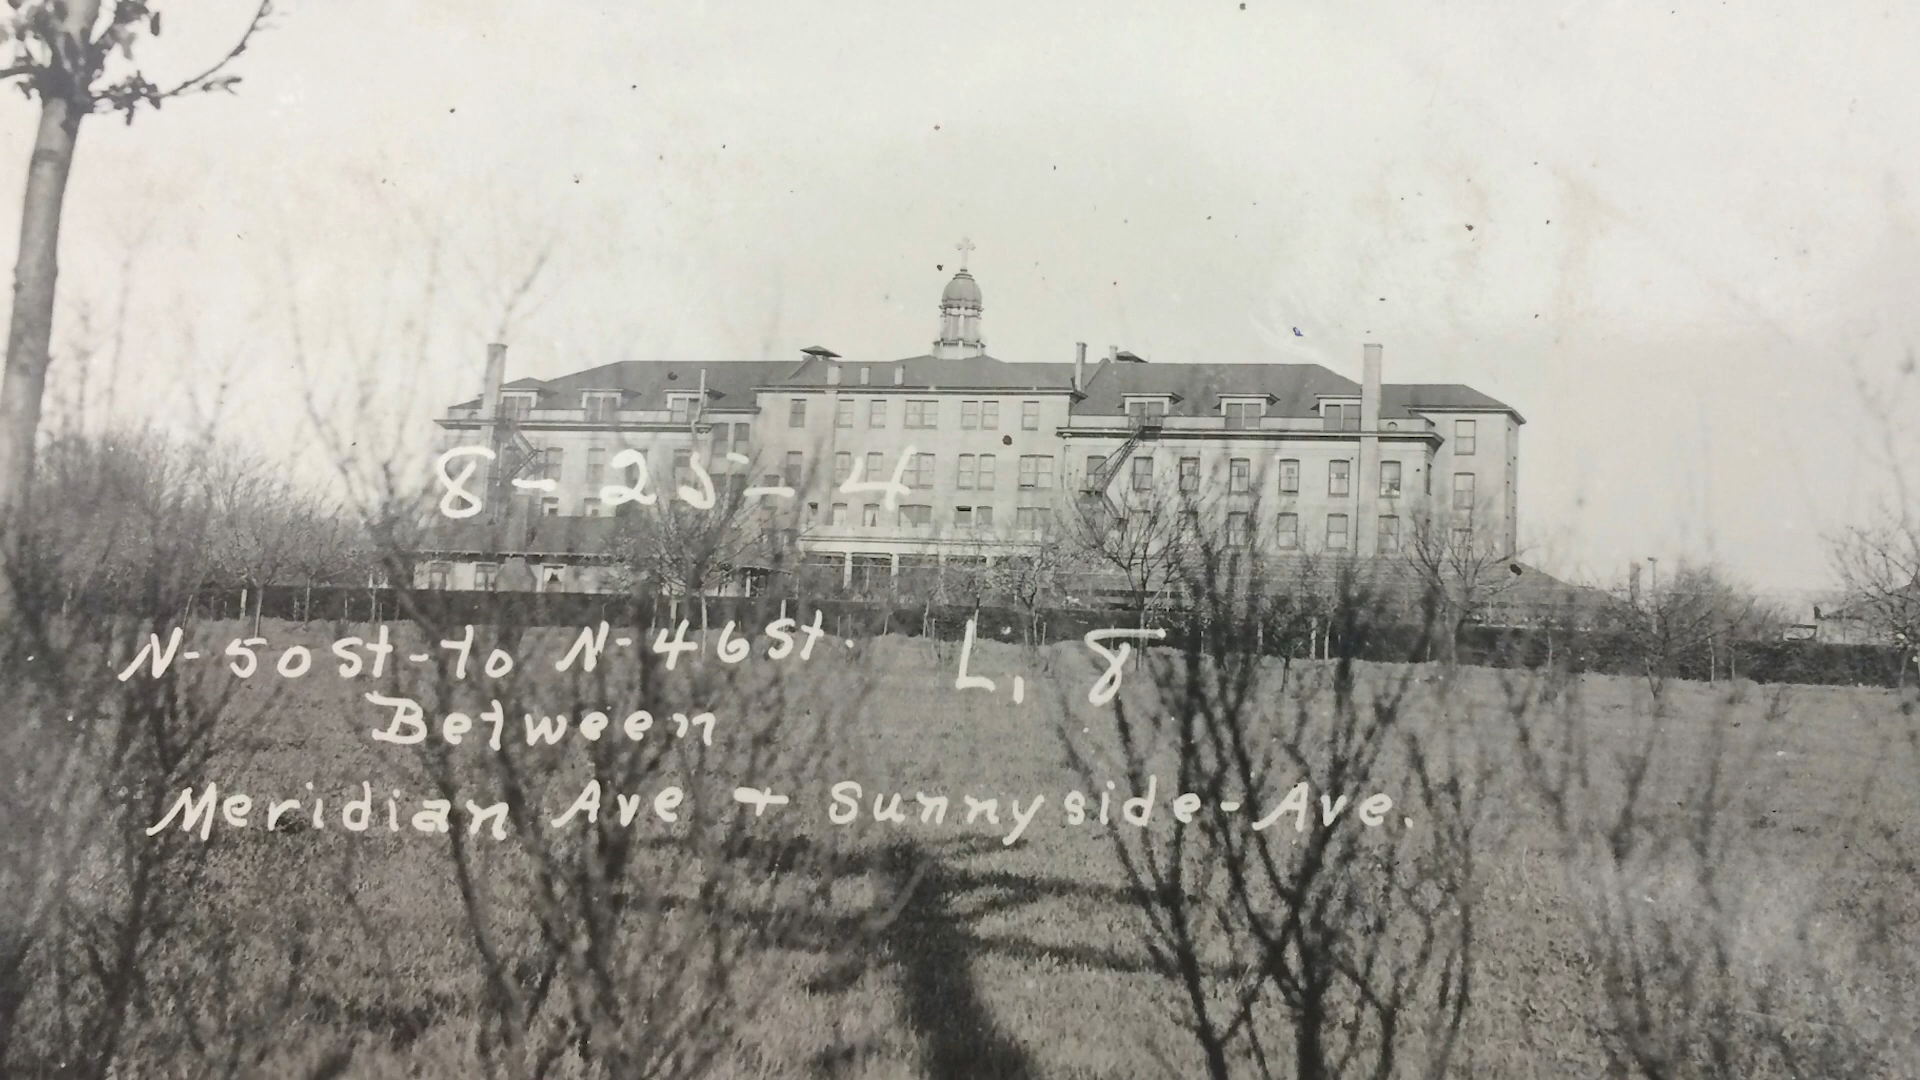 8-25-4
N-50 St-to N-46 St. L, 8
Between
Meridian Ave + Sunnyside-Ave.